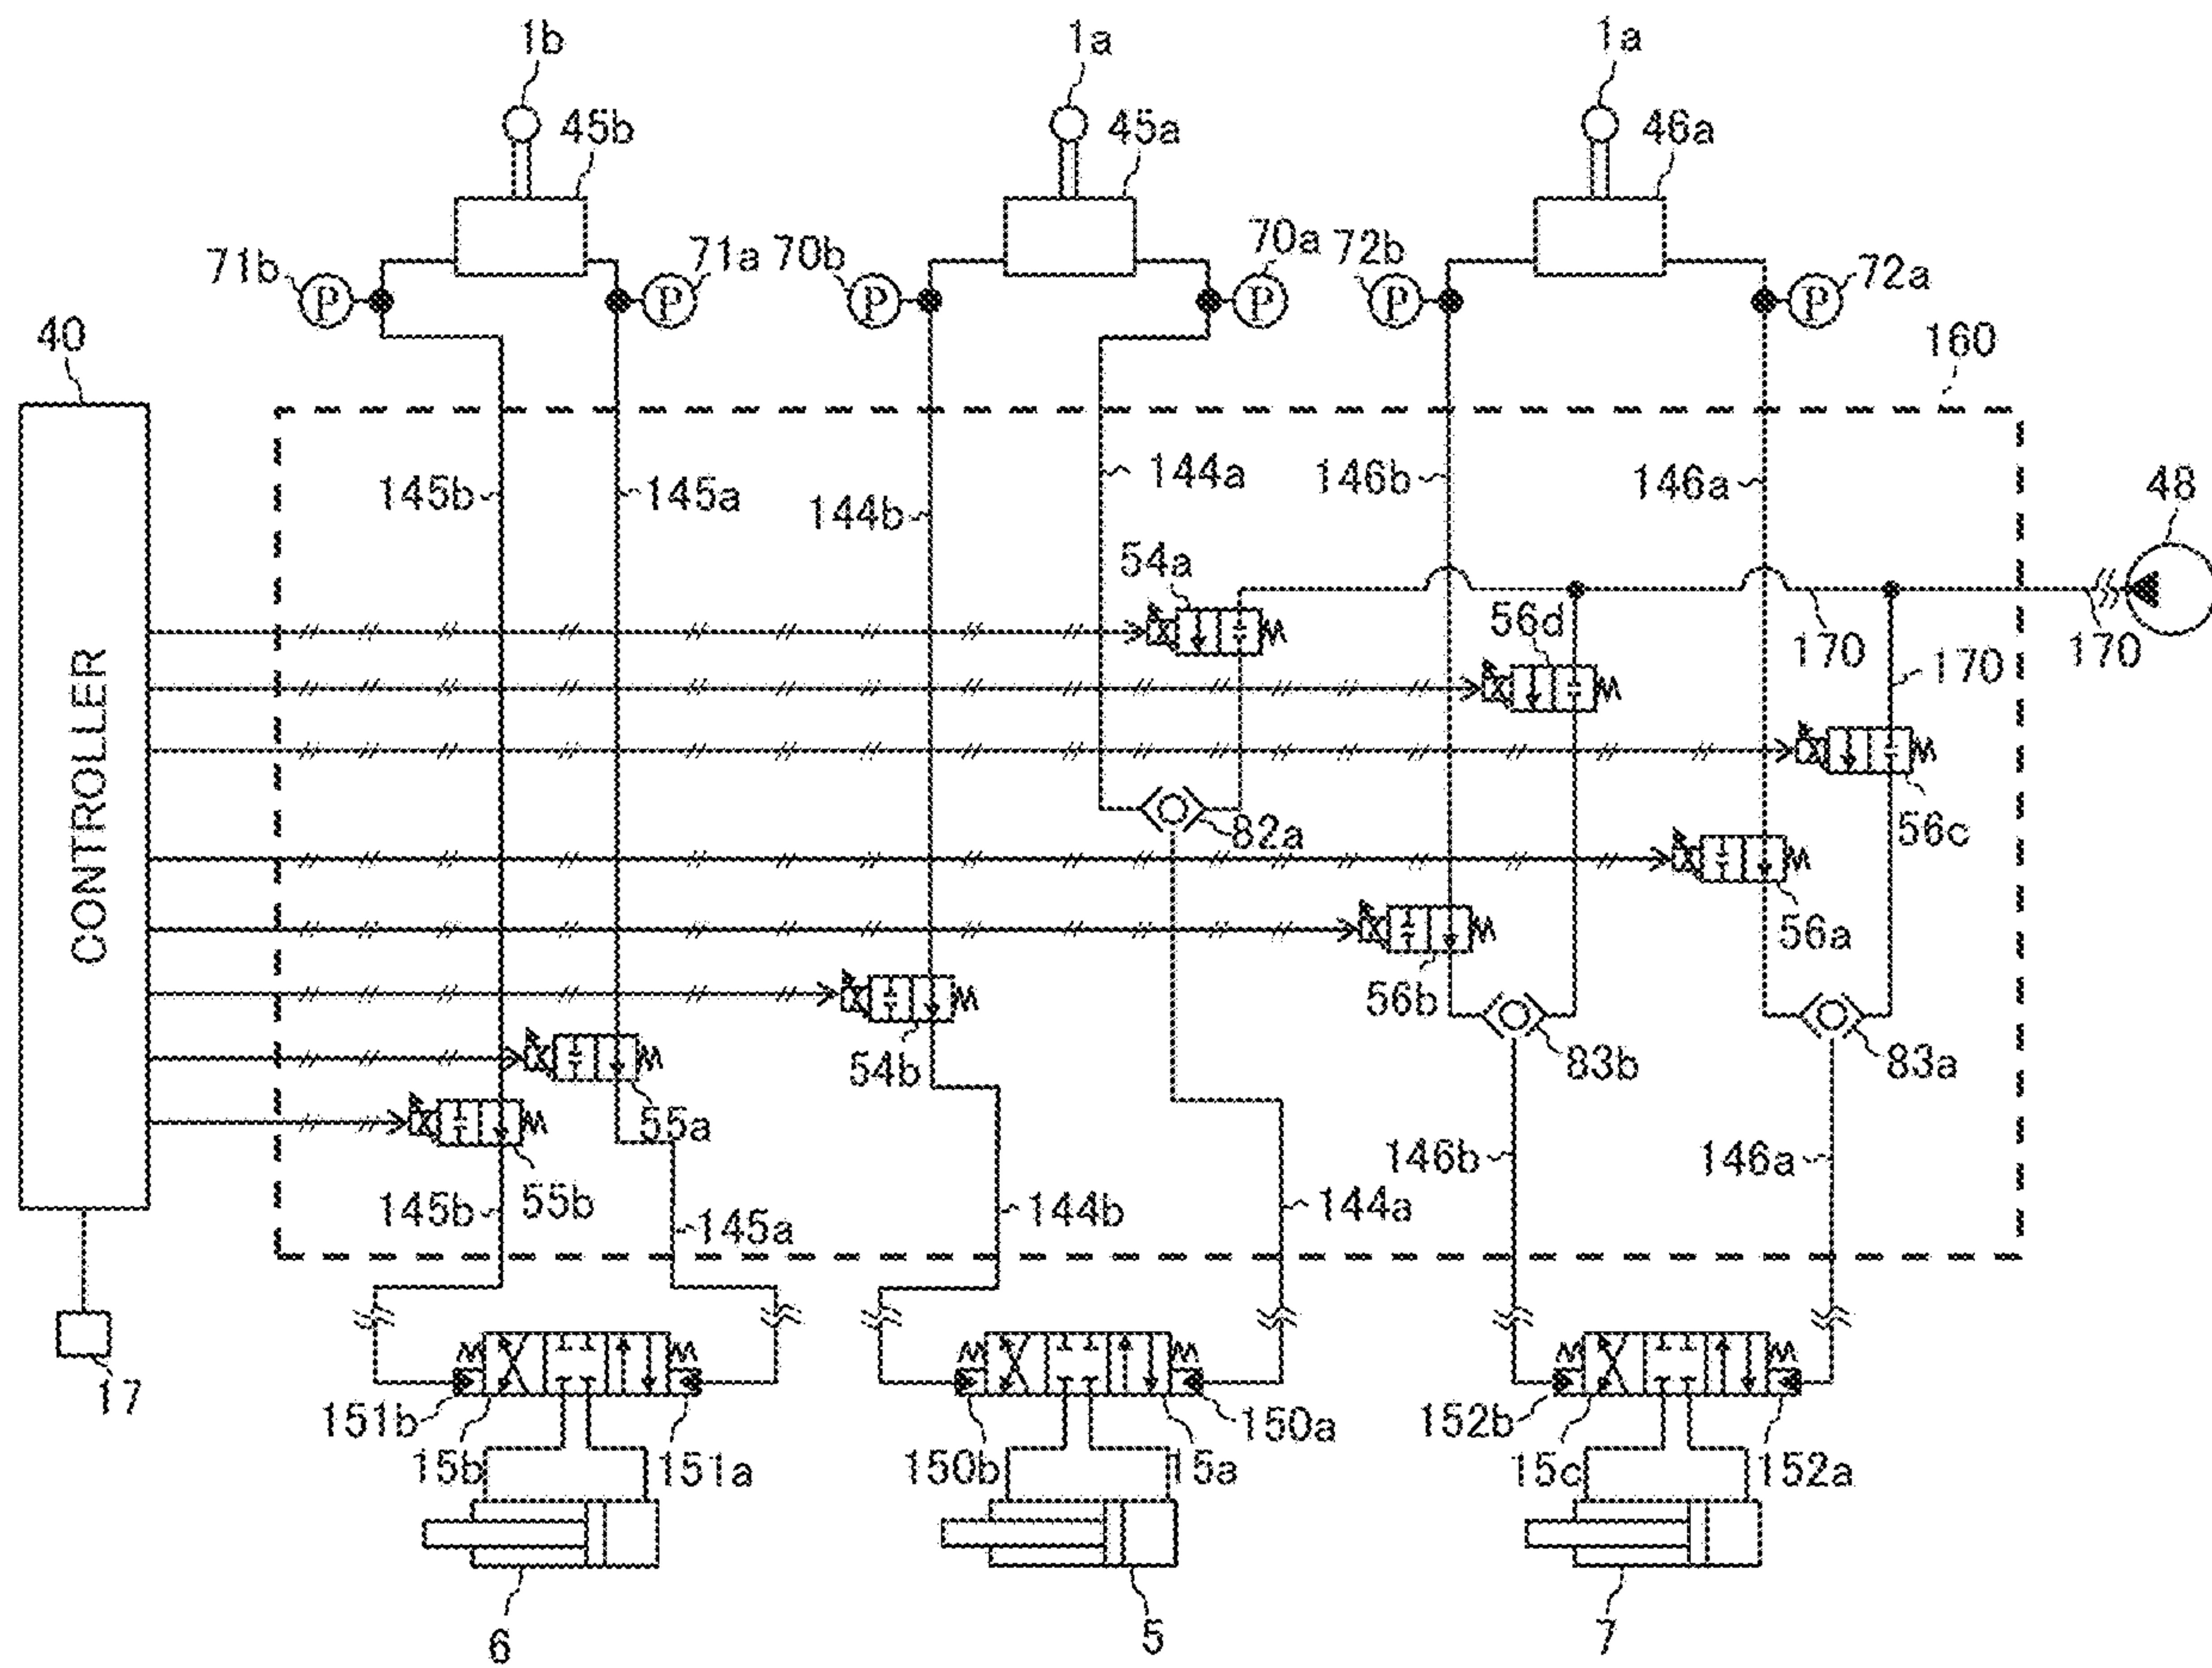 1b
1a
1a
45b
45a
46a
71b
P
P
71a
70b
P
P
70a
72b
P
P
72a
40
160
CONTROLLER
145b
145a
144b
144a
146b
146a
48
54a
56d
170
170
170
82a
56c
56a
56b
54b
83b
83a
55a
55b
145b
145a
144b
144a
146b
146a
17
151b
15b
151a
150b
15a
150a
152b
15c
152a
6
5
7